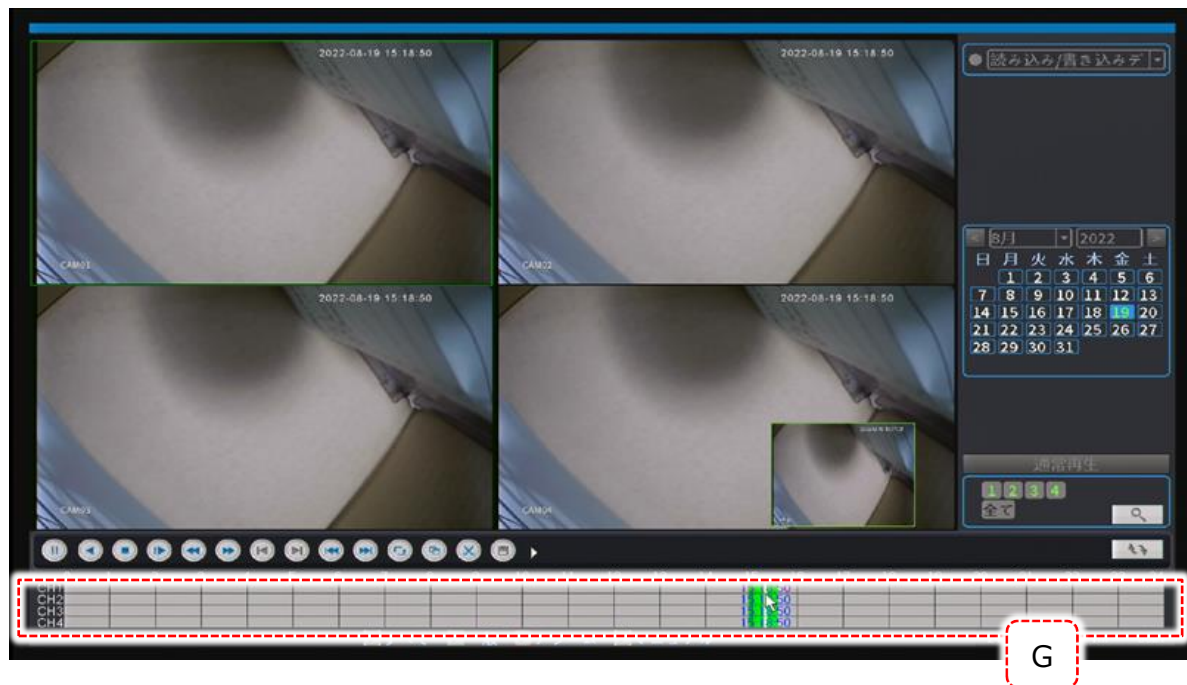 2022-08-19 15:18:50
2022-08-19 15:18:50
CAM01
CAM02
2022-08-19 15:18:50
2022-08-19 15:18:50
CAM03
CAM04
読み込み/書き込みデ
< 8月 2022 >
日 月 火 水 木 金 土
1 2 3 4 5 6
7 8 9 10 11 12 13
14 15 16 17 18 19 20
21 22 23 24 25 26 27
28 29 30 31
通常再生
1 2 3 4
全て
CH2
CH3
CH4
G